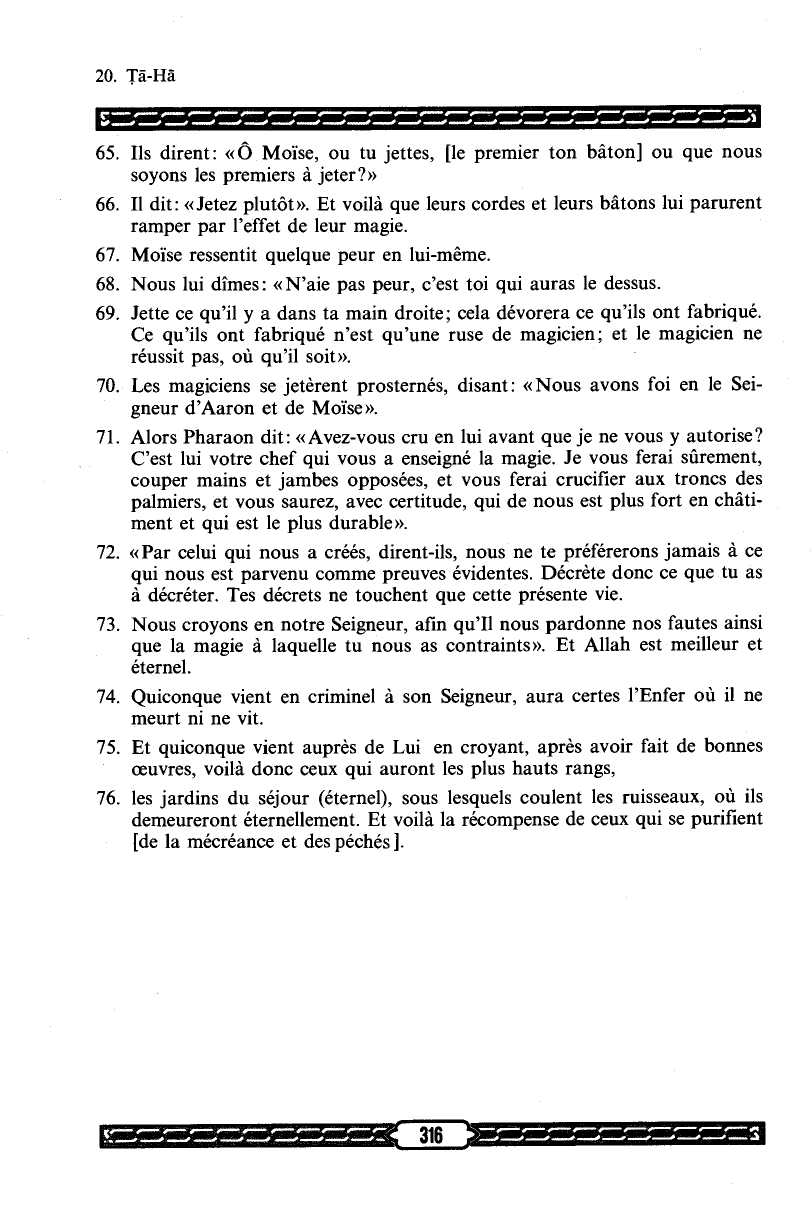 20. Ṭā-Hā
65. Ils dirent: «Ô Moïse, ou tu jettes, [le premier ton bâton] ou que nous
soyons les premiers à jeter?»
66. Il dit: «Jetez plutôt». Et voilà que leurs cordes et leurs bâtons lui parurent
ramper par l'effet de leur magie.
67. Moïse ressentit quelque peur en lui-même.
68. Nous lui dîmes: «N'aie pas peur, c'est toi qui auras le dessus.
69. Jette ce qu'il y a dans ta main droite; cela dévorera ce qu'ils ont fabriqué.
Ce qu'ils ont fabriqué n'est qu'une ruse de magicien; et le magicien ne
réussit pas, où qu'il soit».
70. Les magiciens se jetèrent prosternés, disant: «Nous avons foi en le Sei-
gneur d'Aaron et de Moïse».
71. Alors Pharaon dit: «Avez-vous cru en lui avant que je ne vous y autorise?
C'est lui votre chef qui vous a enseigné la magie. Je vous ferai sûrement,
couper mains et jambes opposées, et vous ferai crucifier aux troncs des
palmiers, et vous saurez, avec certitude, qui de nous est plus fort en châti-
ment et qui est le plus durable».
72. «Par celui qui nous a créés, dirent-ils, nous ne te préférerons jamais à ce
qui nous est parvenu comme preuves évidentes. Décrète donc ce que tu as
à décréter. Tes décrets ne touchent que cette présente vie.
73. Nous croyons en notre Seigneur, afin qu'Il nous pardonne nos fautes ainsi
que la magie à laquelle tu nous as contraints». Et Allah est meilleur et
éternel.
74. Quiconque vient en criminel à son Seigneur, aura certes l'Enfer où il ne
meurt ni ne vit.
75. Et quiconque vient auprès de Lui en croyant, après avoir fait de bonnes
œuvres, voilà donc ceux qui auront les plus hauts rangs,
76. les jardins du séjour (éternel), sous lesquels coulent les ruisseaux, où ils
demeureront éternellement. Et voilà la récompense de ceux qui se purifient
[de la mécréance et des péchés].
316